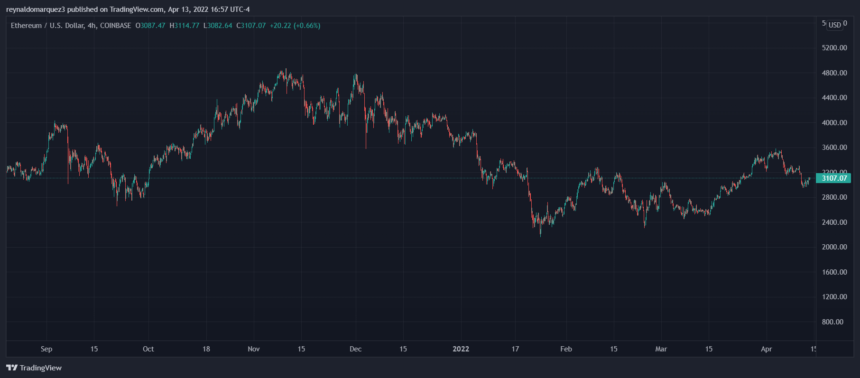 reynaldomarquez3 published on TradingView.com, Apr 13, 2022 16:57 UTC-4
Ethereum / U.S. Dollar, 4h, COINBASE O3087.47 H3114.77 L3082.64 C3107.07 +20.22 (+0.66%)
USD
5200.00
4800.00
4400.00
4000.00
3600.00
3200.00
3107.07
2800.00
2400.00
2000.00
1600.00
1200.00
800.00
Sep 15 Oct 18 Nov 15 Dec 15 2022 17 Feb 15 Mar 15 Apr 15
TradingView